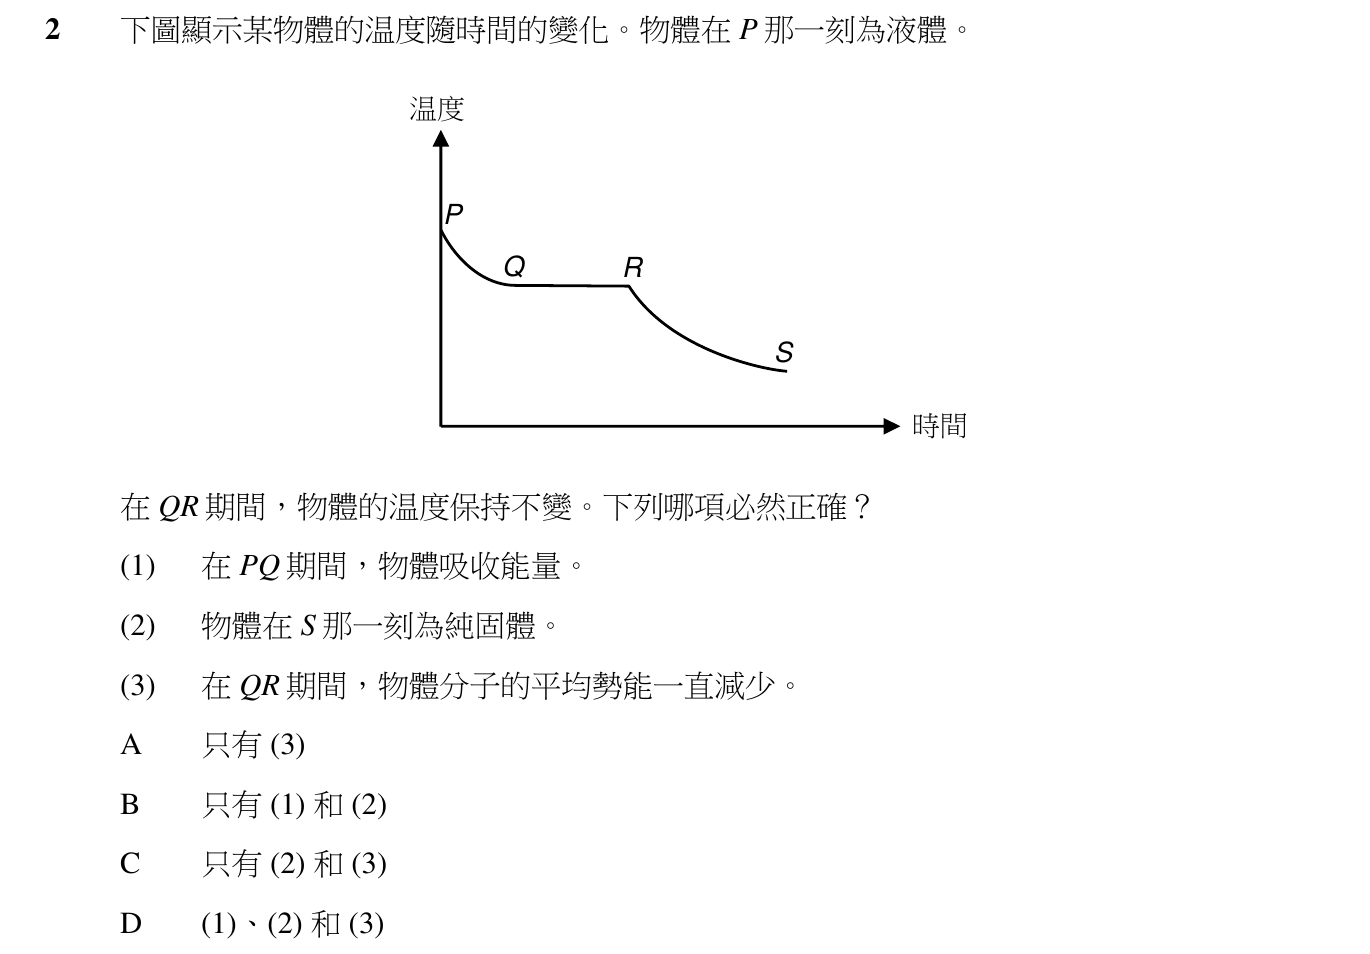 2 下圖顯示某物體的温度隨時間的變化。物體在 P 那一刻為液體。
温度
P
Q
R
S
時間
在 QR 期間，物體的温度保持不變。下列哪項必然正確？
(1) 在 PQ 期間，物體吸收能量。
(2) 物體在 S 那一刻為純固體。
(3) 在 QR 期間，物體分子的平均勢能一直減少。
A 只有 (3)
B 只有 (1) 和 (2)
C 只有 (2) 和 (3)
D (1)、(2) 和 (3)